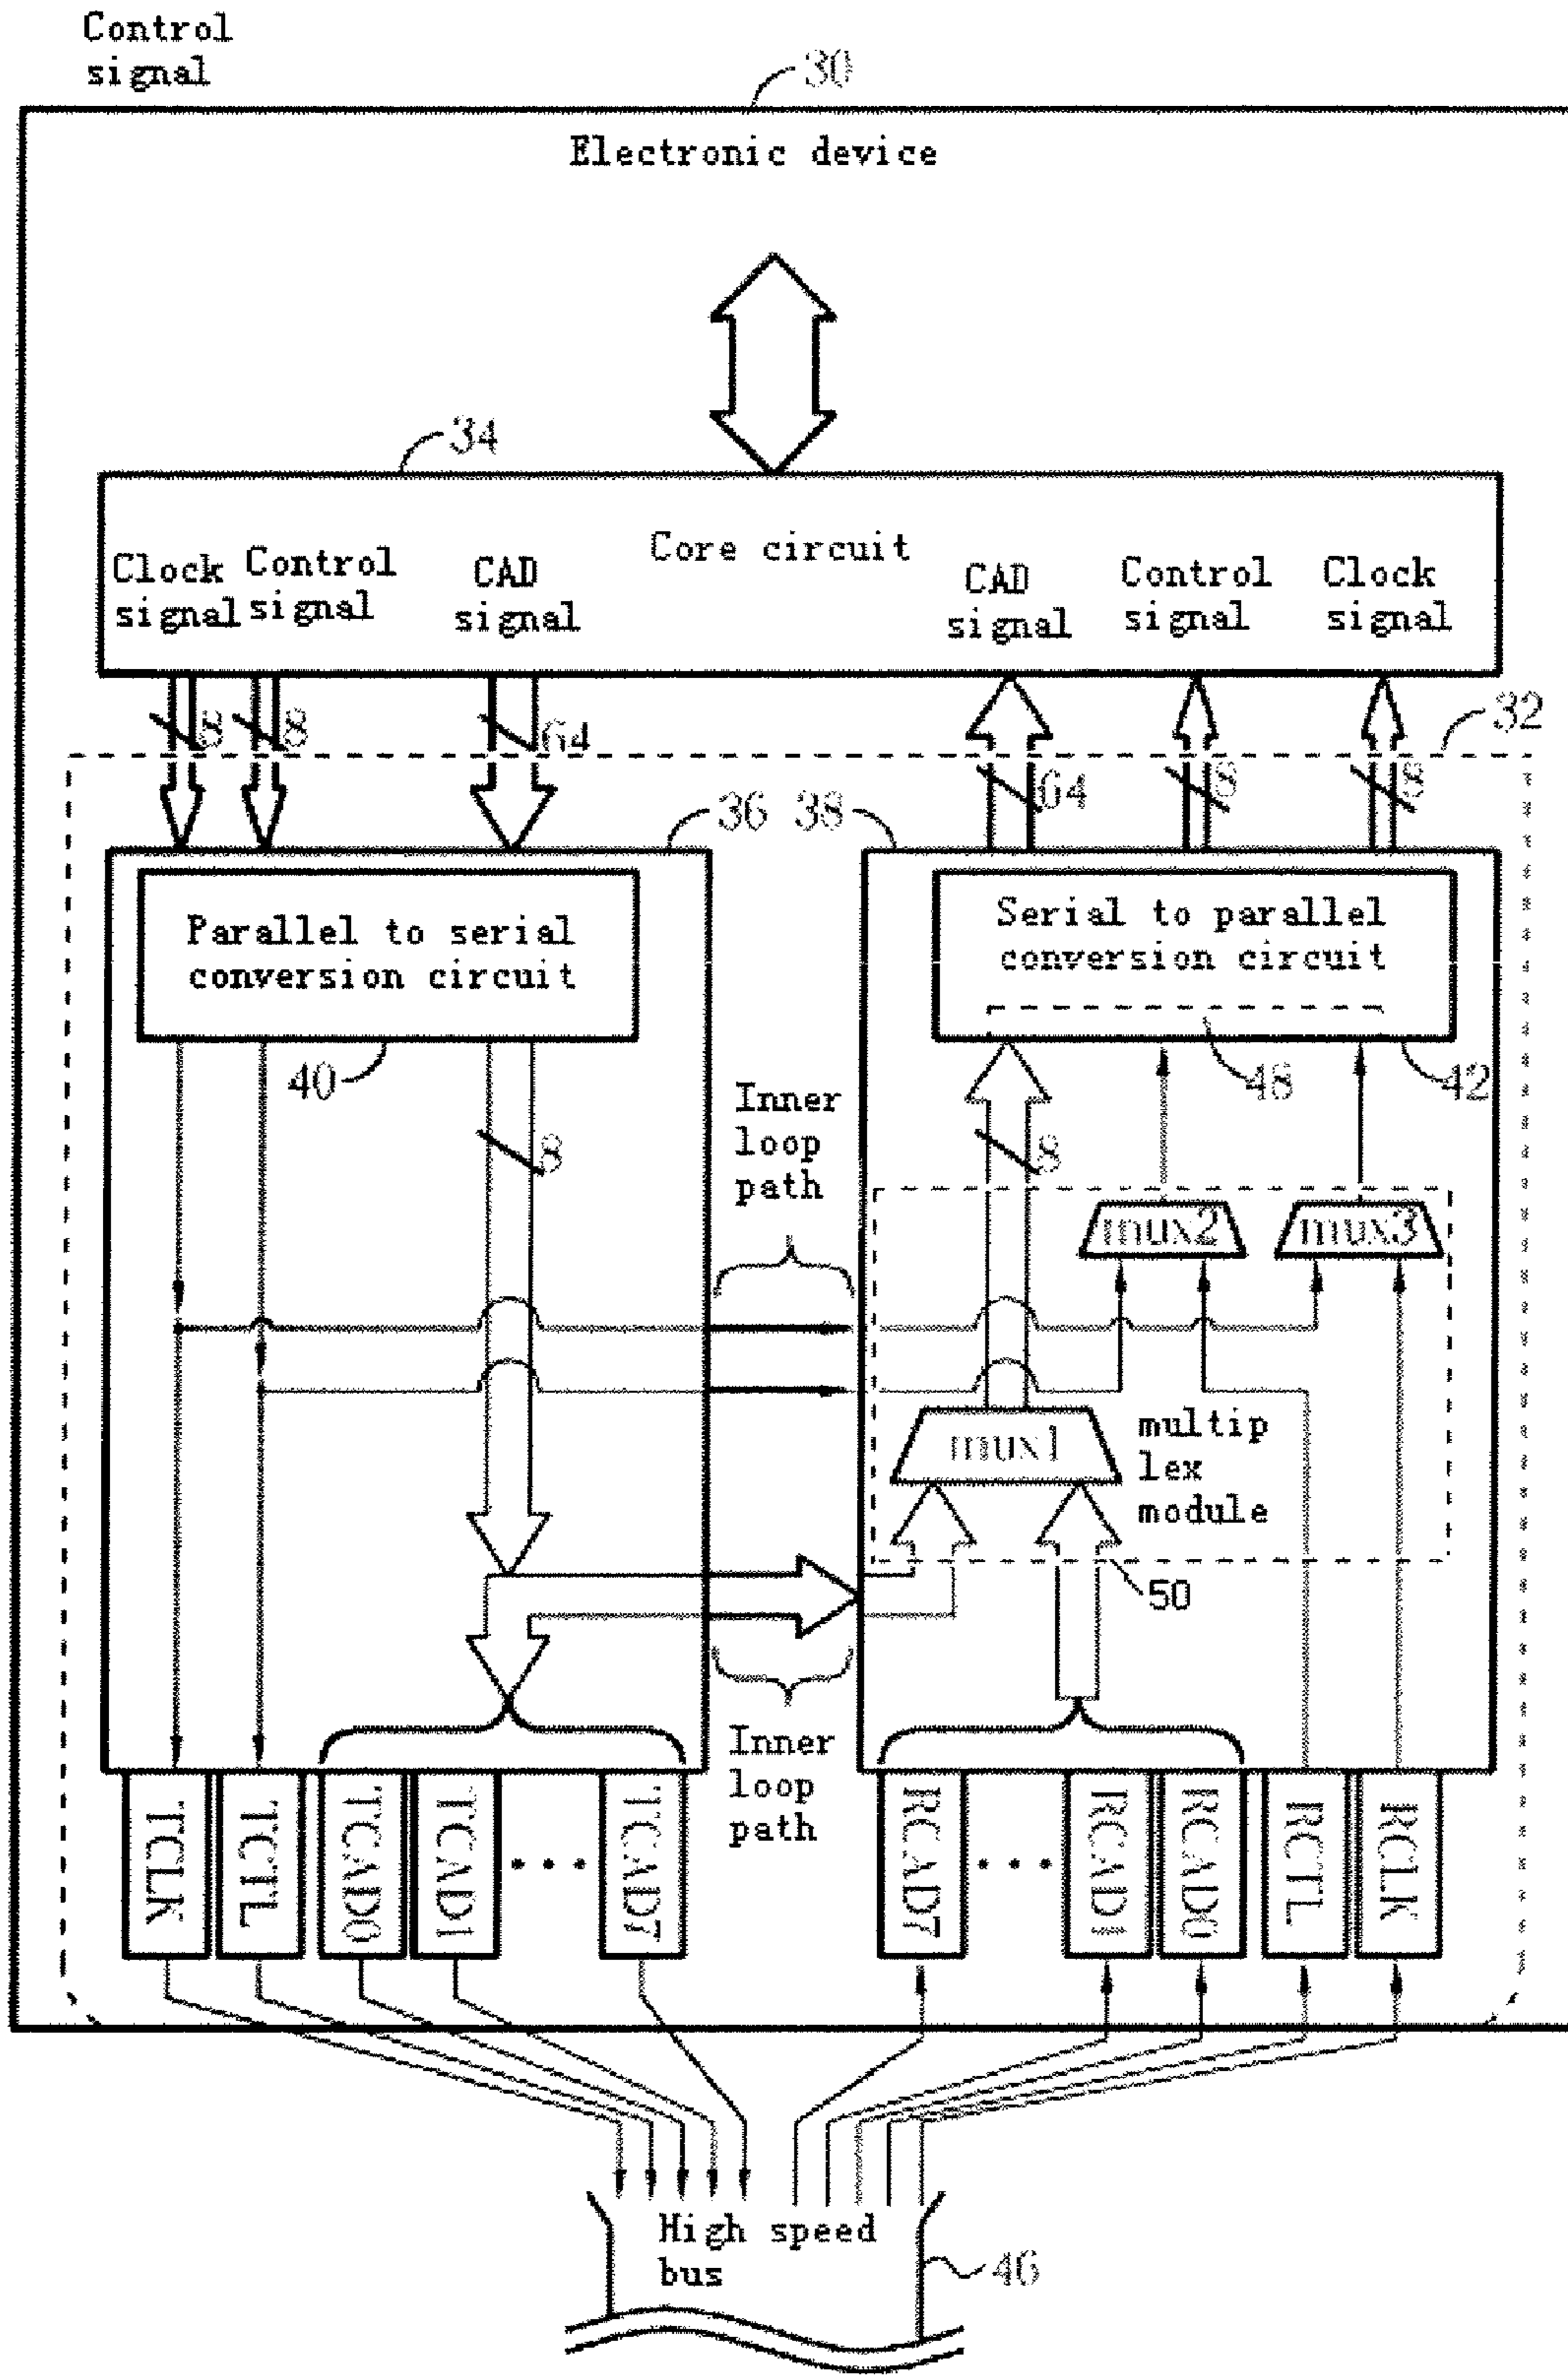 Control
signal
30
Electronic device
34
Core circuit
Clock
signal
Control
signal
CAD
signal
CAD
signal
Control
signal
Clock
signal
8
8
64
64
8
8
32
36
38
Parallel to serial
conversion circuit
Serial to parallel
conversion circuit
40
48
42
8
8
Inner
loop
path
mux2
mux3
mux1
multip
lex
module
50
Inner
loop
path
TCLK
TCTL
TCAD0
TCAD1
...
TCAD7
RCAD7
...
RCAD1
RCAD0
RCTL
RCLK
High speed
bus
46